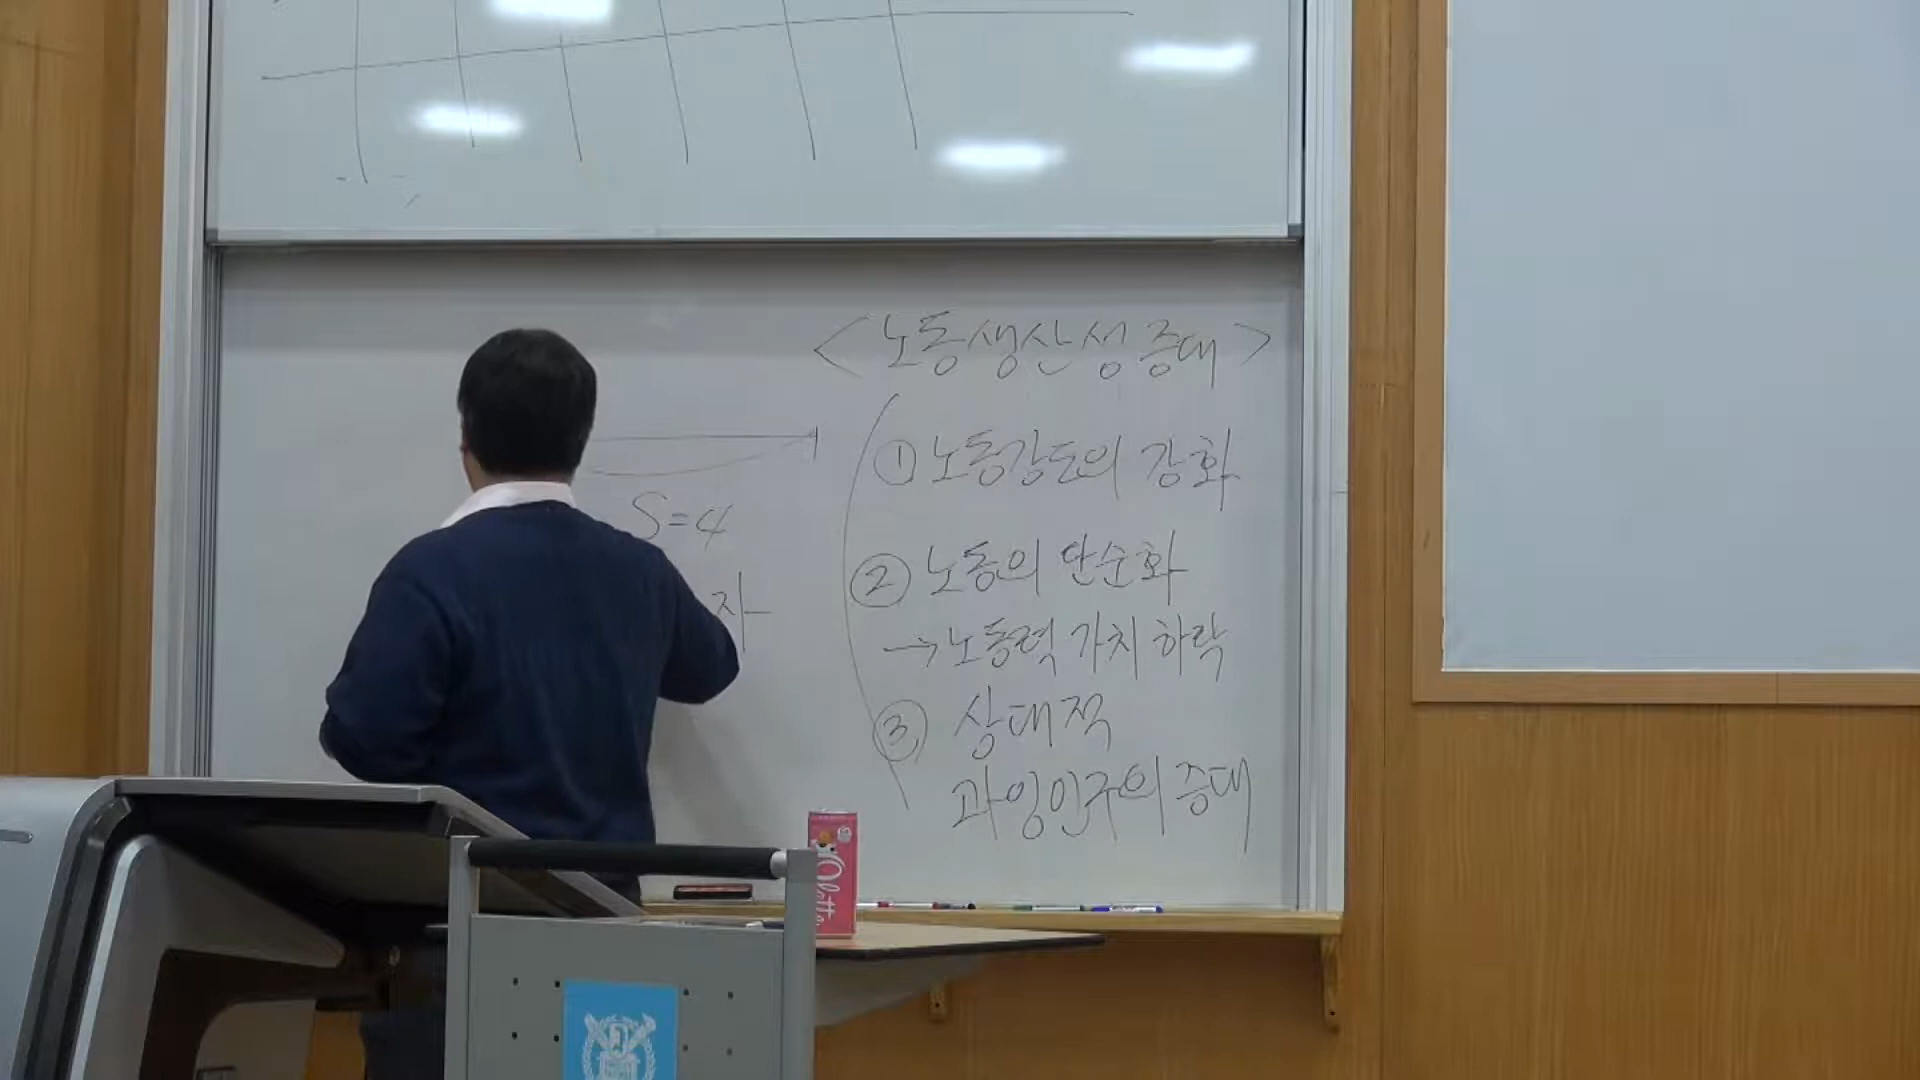 <노동생산성 증대>
① 노동강도의 강화
S=4
② 노동의 단순화
자
→ 노동력 가치 하락
③ 상대적
과잉인구의 증대